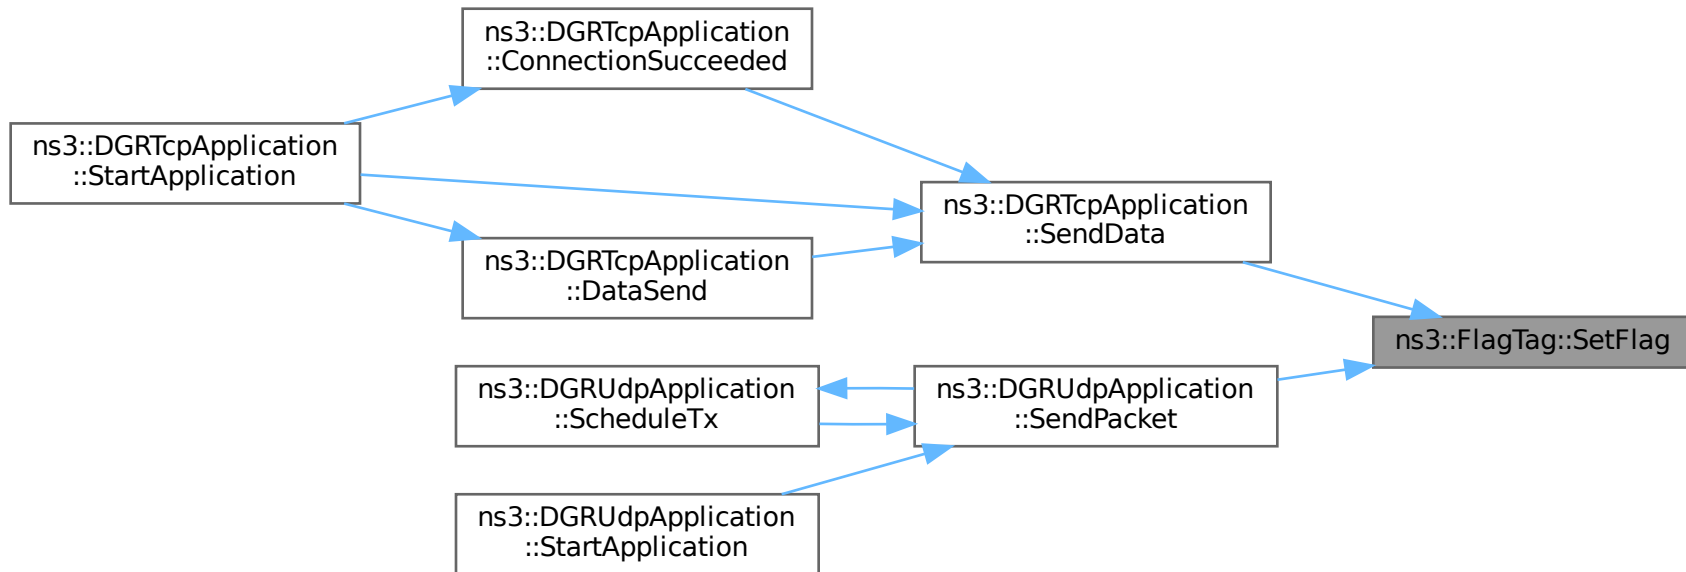 ns3::DGRTcpApplication
::ConnectionSucceeded
ns3::DGRTcpApplication
::StartApplication
ns3::DGRTcpApplication
::SendData
ns3::DGRTcpApplication
::DataSend
ns3::FlagTag::SetFlag
ns3::DGRUdpApplication
::ScheduleTx
ns3::DGRUdpApplication
::SendPacket
ns3::DGRUdpApplication
::StartApplication